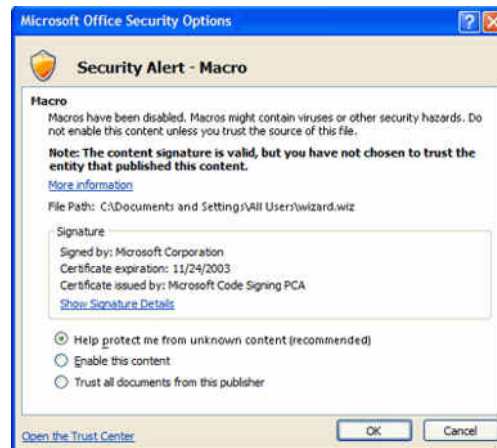 Microsoft Office Security Options
Security Alert - Macro
Macro
Macros have been disabled. Macros might contain viruses or other security hazards. Do
not enable this content unless you trust the source of this file.
Note: The content signature is valid, but you have not chosen to trust the
entity that published this content.
More information
File Path: C:\Documents and Settings\All Users\wizard.wiz
Signature
Signed by: Microsoft Corporation
Certificate expiration: 11/24/2003
Certificate issued by: Microsoft Code Signing PCA
Show Signature Details
Help protect me from unknown content (recommended)
Enable this content
Trust all documents from this publisher
Open the Trust Center
OK
Cancel